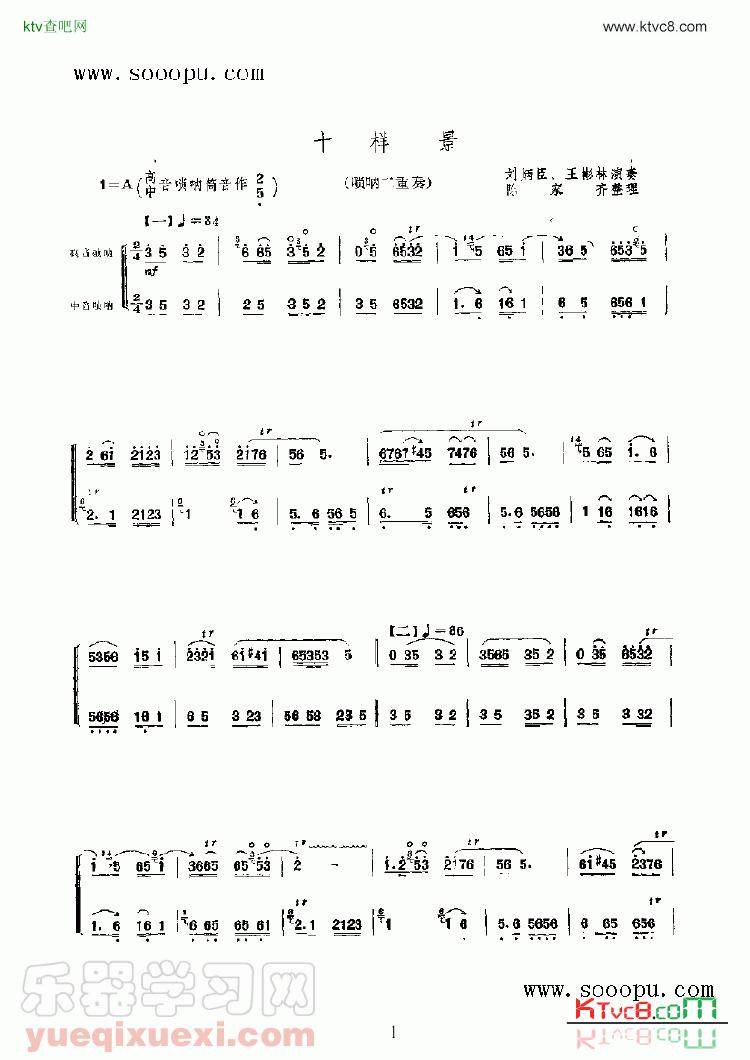 ktv查吧网 www.ktvc8.com
www.sooopu.com
十样景
1=A(高中音唢呐筒音作2 5) (唢呐二重奏) 刘炳臣、王彬林演奏
陈家齐整理
【一】♩=84
高音唢呐 2/4 3 5 3 2 | 6 65 3 5 2 | 0 5 6532 | 1 5 65 1 | 36 5 6535 |
mf
中音唢呐 2/4 3 5 3 2 | 2 5 3 5 2 | 3 5 6532 | 1. 6 16 1 | 6 5 656 1 |
tr
2 61 2123 | 12 53 2176 | 56 5. | 6767 #45 7476 | 56 5. | 5 65 1. 6 |
tr
2. 1 2123 | 1 1 6 | 5. 6 56 5 | 6. 5 656 | 5.6 5656 | 1 16 1616 |
tr
5356 15 1 | 2321 61 #41 | 65353 5 | 【二】♩=86 0 35 3 2 | 3565 35 2 | 0 35 6532 |
5656 16 1 | 6 5 3 23 | 56 53 23 5 | 3 5 3 2 | 3 5 35 2 | 3 5 3 32 |
tr
1 5 65 1 | 3665 65 53 | 2 - | 1.2 53 2176 | 56 5. | 61 #45 2376 |
1. 6 16 1 | 6 65 65 61 | 2.1 2123 | 1 1 6 | 5.6 5656 | 6 65 656 |
www.sooopu.com
乐器学习网
yueqixuexi.com
KTvc8.com
1